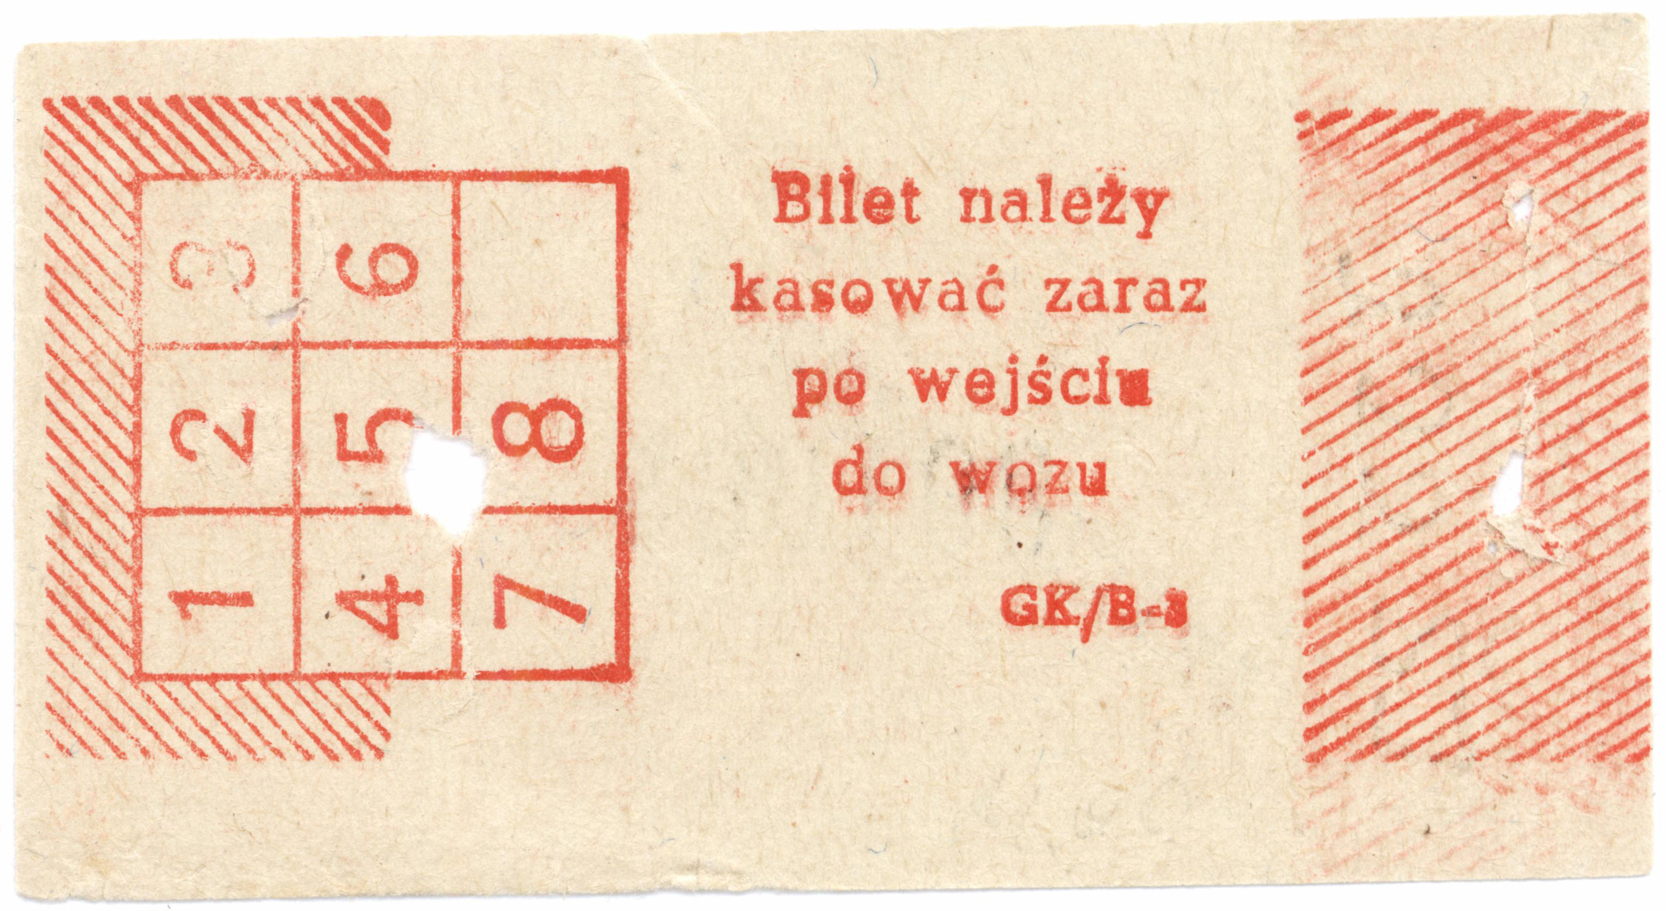 3 6
2 5 8
1 4 7
Bilet należy
kasować zaraz
po wejściu
do wozu
GK/B-3